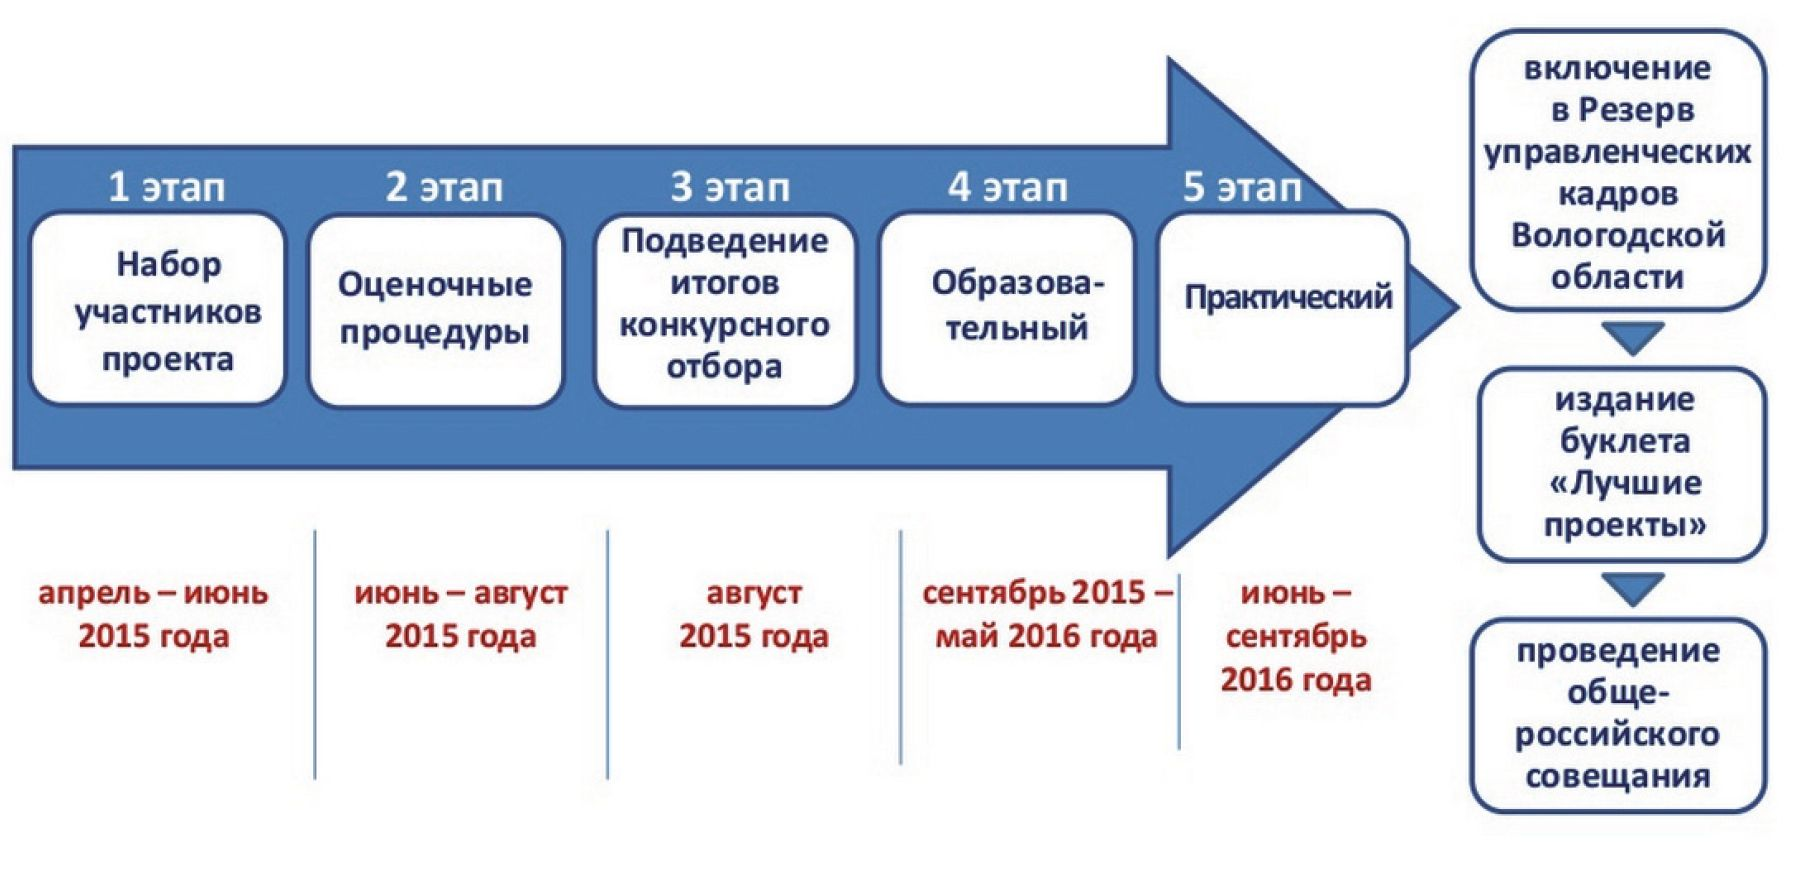 1 этап
Набор
участников
проекта
2 этап
Оценочные
процедуры
3 этап
Подведение
итогов
конкурсного
отбора
4 этап
Образова-
тельный
5 этап
Практический
апрель – июнь
2015 года
июнь – август
2015 года
август
2015 года
сентябрь 2015 –
май 2016 года
июнь –
сентябрь
2016 года
включение
в Резерв
управленческих
кадров
Вологодской
области
издание
буклета
«Лучшие
проекты»
проведение
обще-
российского
совещания